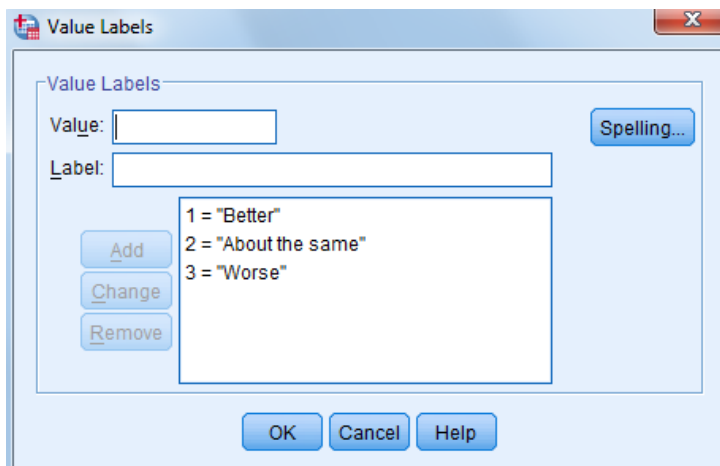 Value Labels
Value Labels
Value:
Spelling...
Label:
1 = "Better"
2 = "About the same"
3 = "Worse"
Add
Change
Remove
OK Cancel Help